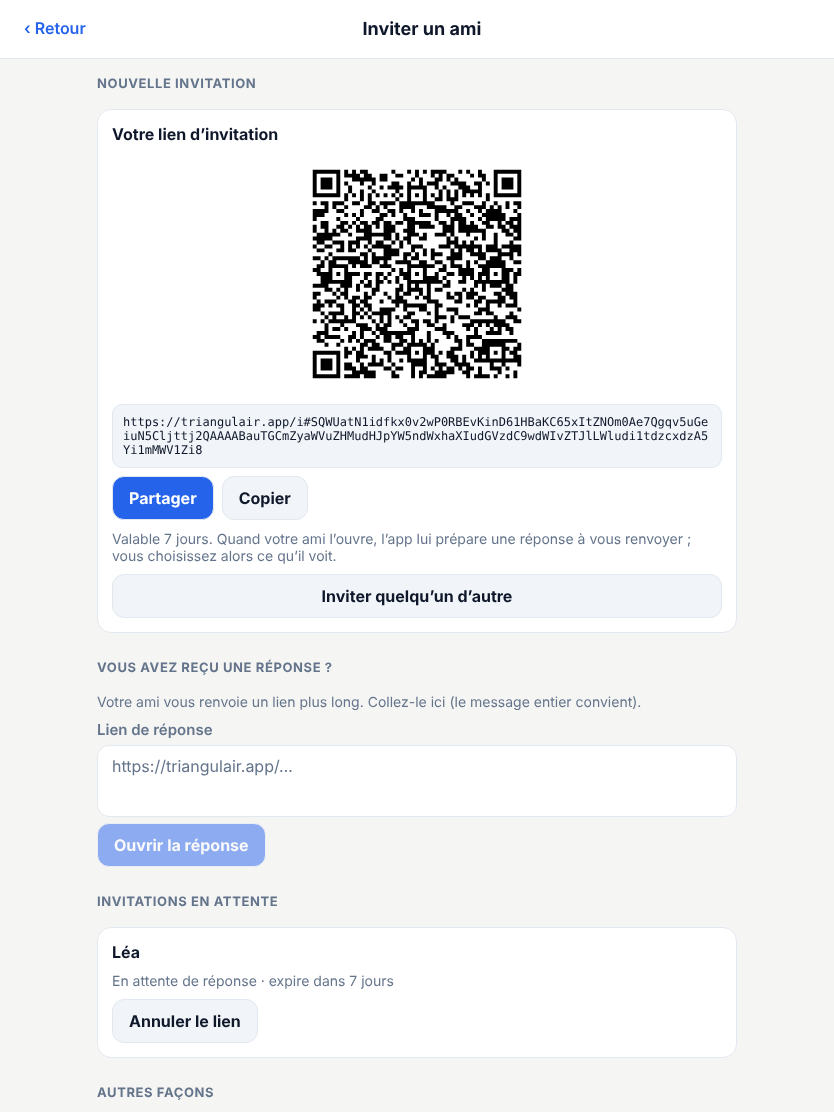 ‹ Retour
Inviter un ami
NOUVELLE INVITATION
Votre lien d’invitation
https://triangulair.app/i#SQWUatN1idfkx0v2wP0RBEvKinD61HBaKC65xItZNOm0Ae7Qgqv5uGe
iuN5Cljttj2QAAAABauTGCmZyaWVuZHMudHJpYW5ndWxhaXIudGVzdC9wdWIvZTJlLWludi1tdzcxdzA5
Yi1mMWV1Zi8
Partager
Copier
Valable 7 jours. Quand votre ami l’ouvre, l’app lui prépare une réponse à vous renvoyer ;
vous choisissez alors ce qu’il voit.
Inviter quelqu’un d’autre
VOUS AVEZ REÇU UNE RÉPONSE ?
Votre ami vous renvoie un lien plus long. Collez-le ici (le message entier convient).
Lien de réponse
https://triangulair.app/…
Ouvrir la réponse
INVITATIONS EN ATTENTE
Léa
En attente de réponse · expire dans 7 jours
Annuler le lien
AUTRES FAÇONS